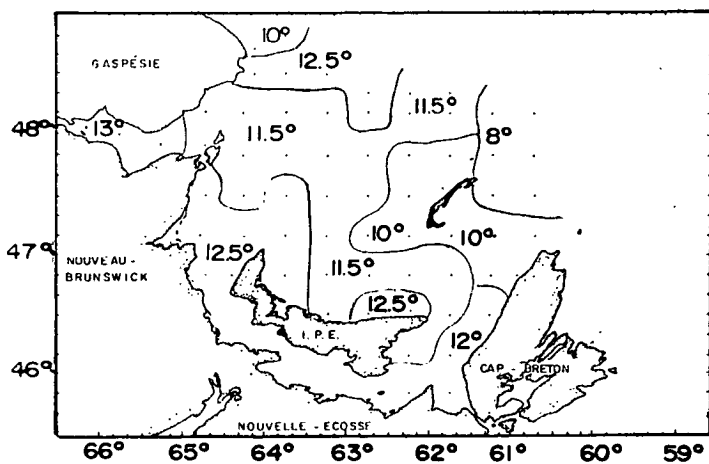 10°
12.5°
GASPÉSIE
11.5°
48°
13°
11.5°
8°
47°
12.5°
10°
10°
NOUVEAU-
BRUNSWICK
11.5°
12.5°
I.P.E.
12°
46°
CAP BRETON
NOUVELLE-ECOSSE
66° 65° 64° 63° 62° 61° 60° 59°